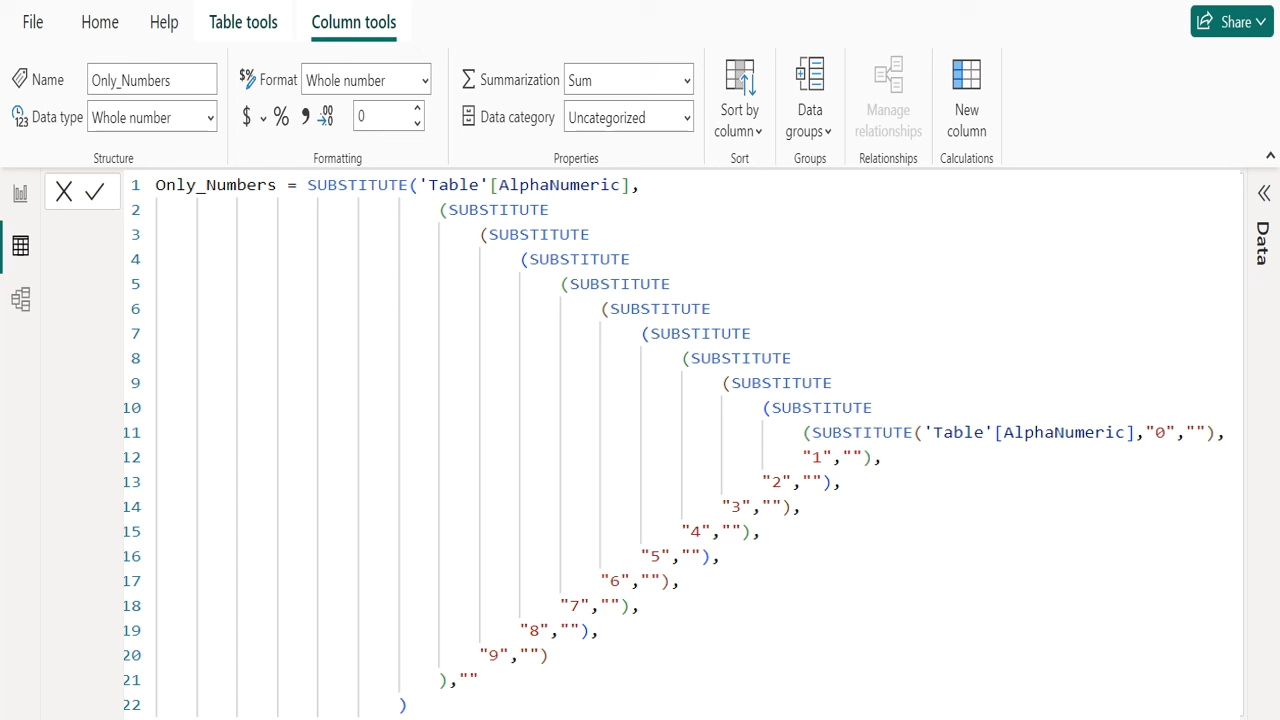 File Home Help Table tools Column tools Share
Name Only_Numbers $% Format Whole number Σ Summarization Sum
Data type Whole number $ % 9 .00 0 Data category Uncategorized
Sort by column Data groups Manage relationships New column
Structure Formatting Properties Sort Groups Relationships Calculations
1 Only_Numbers = SUBSTITUTE('Table'[AlphaNumeric],
2 (SUBSTITUTE
3 (SUBSTITUTE
4 (SUBSTITUTE
5 (SUBSTITUTE
6 (SUBSTITUTE
7 (SUBSTITUTE
8 (SUBSTITUTE
9 (SUBSTITUTE
10 (SUBSTITUTE
11 (SUBSTITUTE('Table'[AlphaNumeric],"0",""),
12 "1",""),
13 "2",""),
14 "3",""),
15 "4",""),
16 "5",""),
17 "6",""),
18 "7",""),
19 "8",""),
20 "9","")
21 ),""
22 )
Data